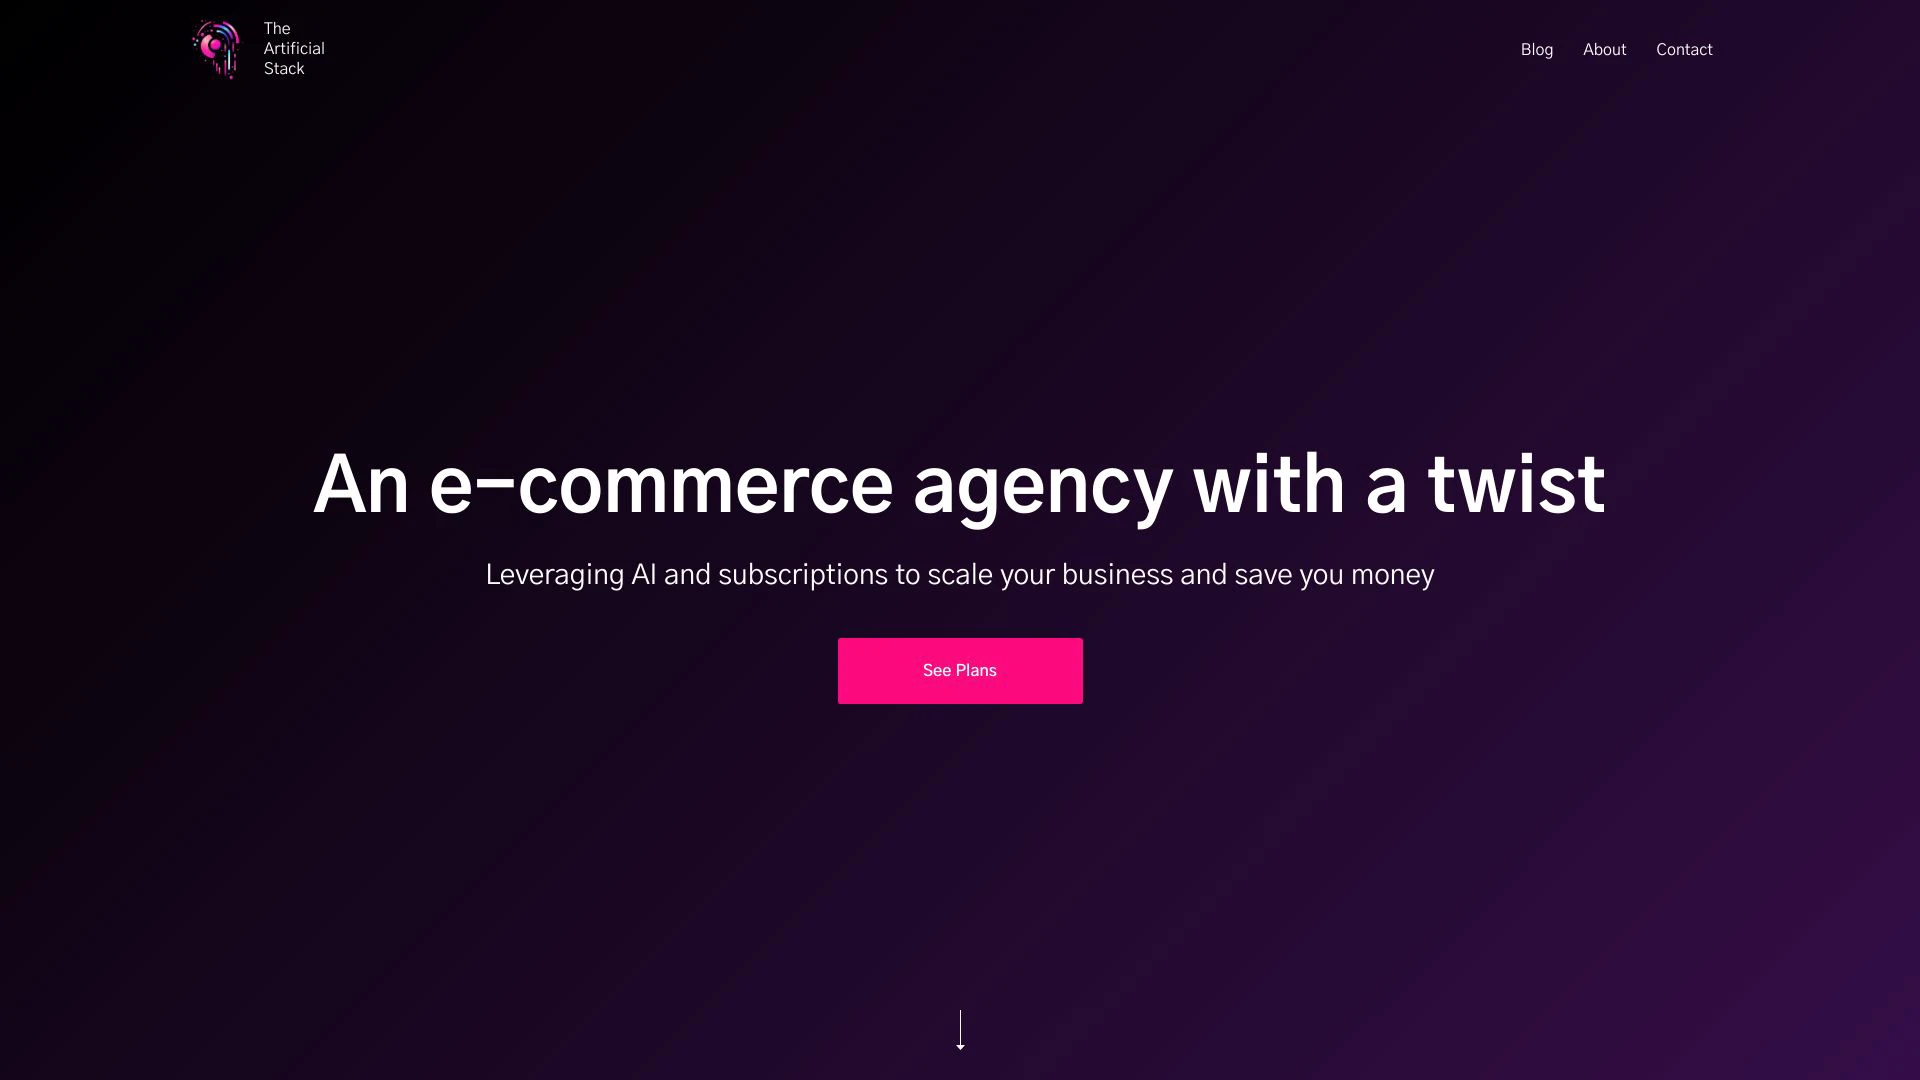 The
Artificial
Stack
Blog
About
Contact
An e-commerce agency with a twist
Leveraging AI and subscriptions to scale your business and save you money
See Plans